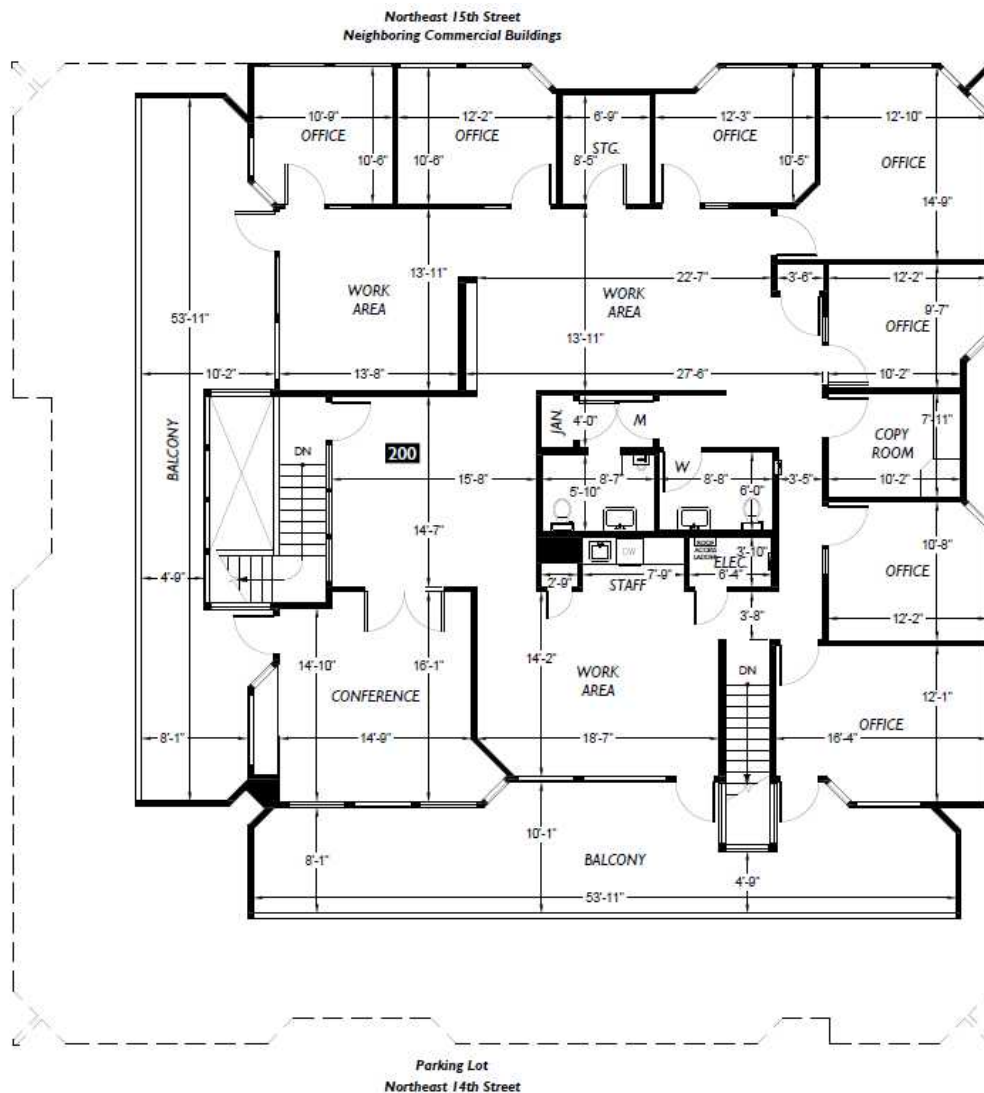 Northeast 15th Street
Neighboring Commercial Buildings
10'-9"
OFFICE
10'-6"
12'-2"
OFFICE
10'-6"
6'-9"
STG.
8'-5"
12'-3"
OFFICE
10'-5"
12'-10"
OFFICE
14'-9"
13'-11"
WORK
AREA
22'-7"
WORK
AREA
13'-11"
3'-6"
12'-2"
9'-7"
OFFICE
53'-11"
10'-2"
13'-8"
27'-6"
10'-2"
BALCONY
DN
200
JAN.
4'-0"
M
COPY
ROOM
7'-11"
15'-8"
8'-7"
W
8'-8"
3'-5"
10'-2"
5'-10"
6'-0"
14'-7"
DW
ROOF
ACCESS
LADDER
3'-10"
ELEC.
10'-8"
OFFICE
4'-9"
2'-9"
STAFF
7'-9"
6'-4"
12'-2"
3'-8"
14'-10"
16'-1"
14'-2"
WORK
AREA
DN
12'-1"
CONFERENCE
OFFICE
8'-1"
14'-9"
18'-7"
16'-4"
8'-1"
10'-1"
BALCONY
4'-9"
53'-11"
Parking Lot
Northeast 14th Street